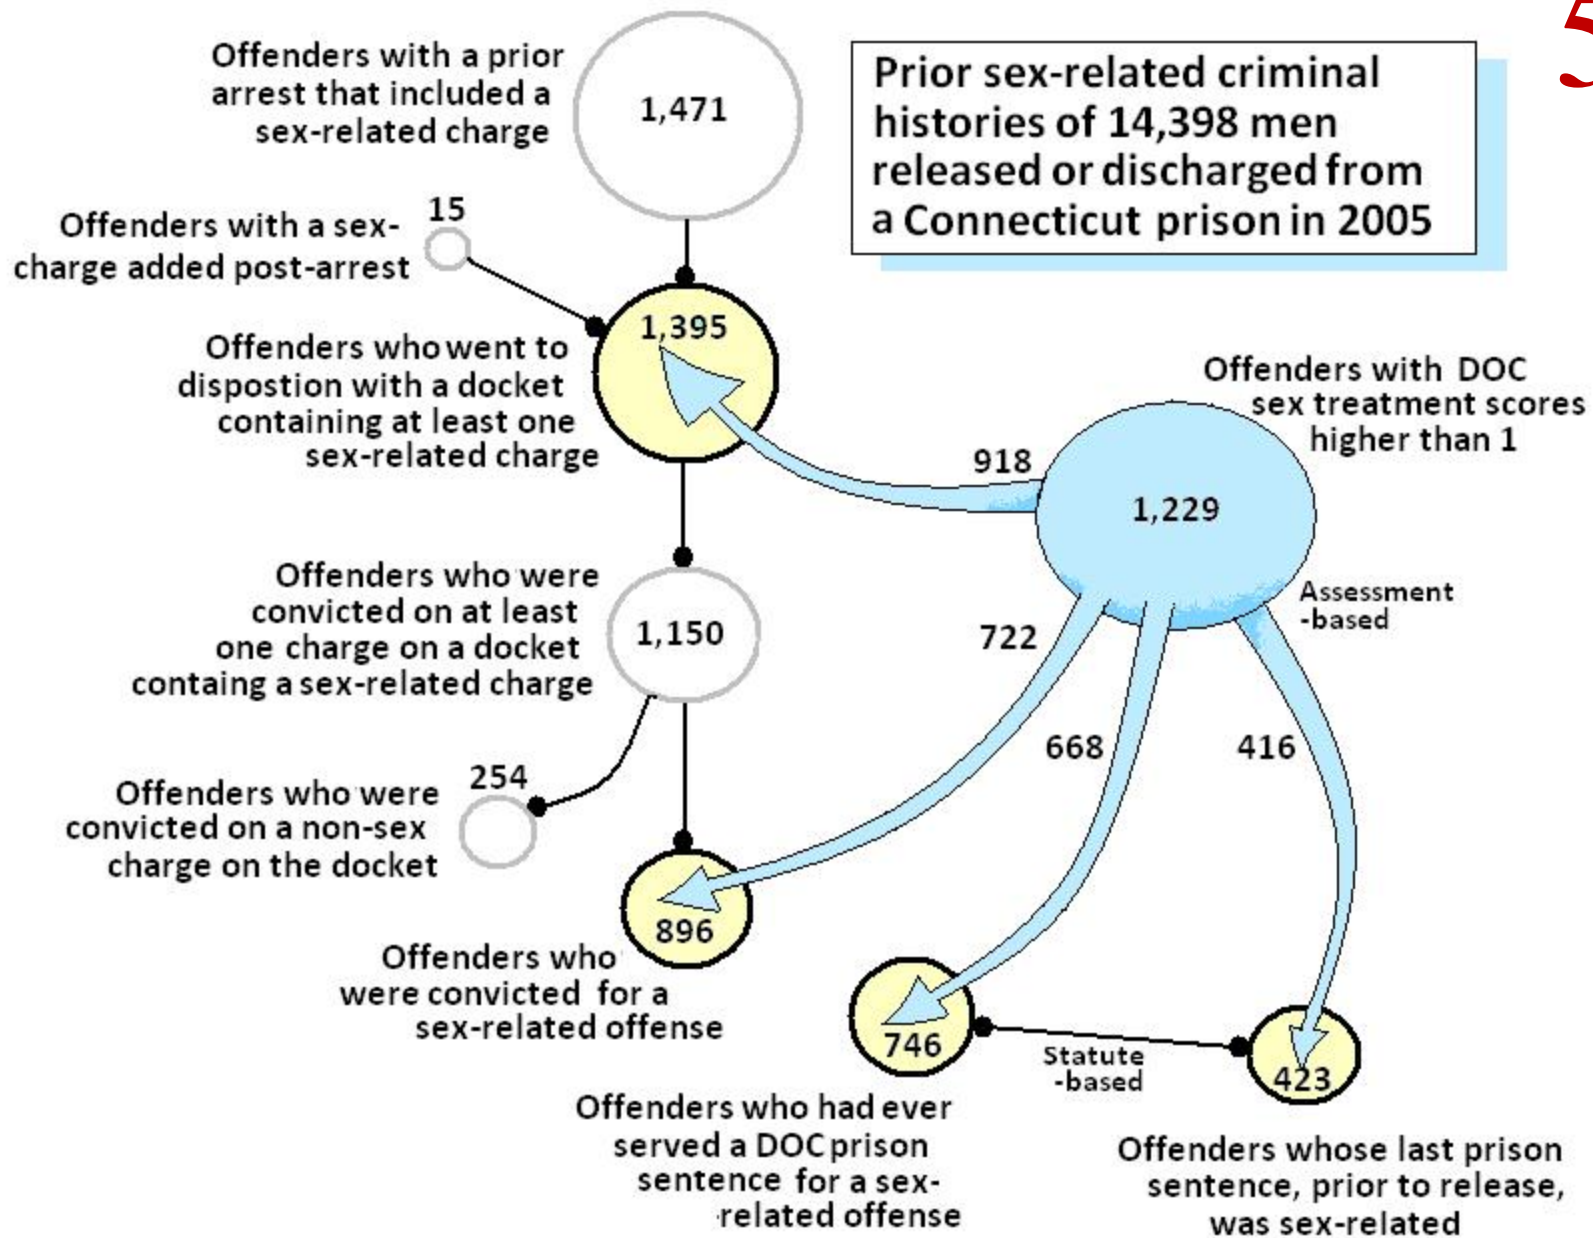 5
Prior sex-related criminal
histories of 14,398 men
released or discharged from
a Connecticut prison in 2005
Offenders with a prior
arrest that included a
sex-related charge
1,471
15
Offenders with a sex-
charge added post-arrest
1,395
Offenders who went to
dispostion with a docket
containing at least one
sex-related charge
Offenders with DOC
sex treatment scores
higher than 1
918
1,229
Assessment
-based
Offenders who were
convicted on at least
one charge on a docket
containg a sex-related charge
1,150
722
668
416
254
Offenders who were
convicted on a non-sex
charge on the docket
896
Offenders who
were convicted for a
sex-related offense
746
Statute
-based
423
Offenders who had ever
served a DOC prison
sentence for a sex-
related offense
Offenders whose last prison
sentence, prior to release,
was sex-related